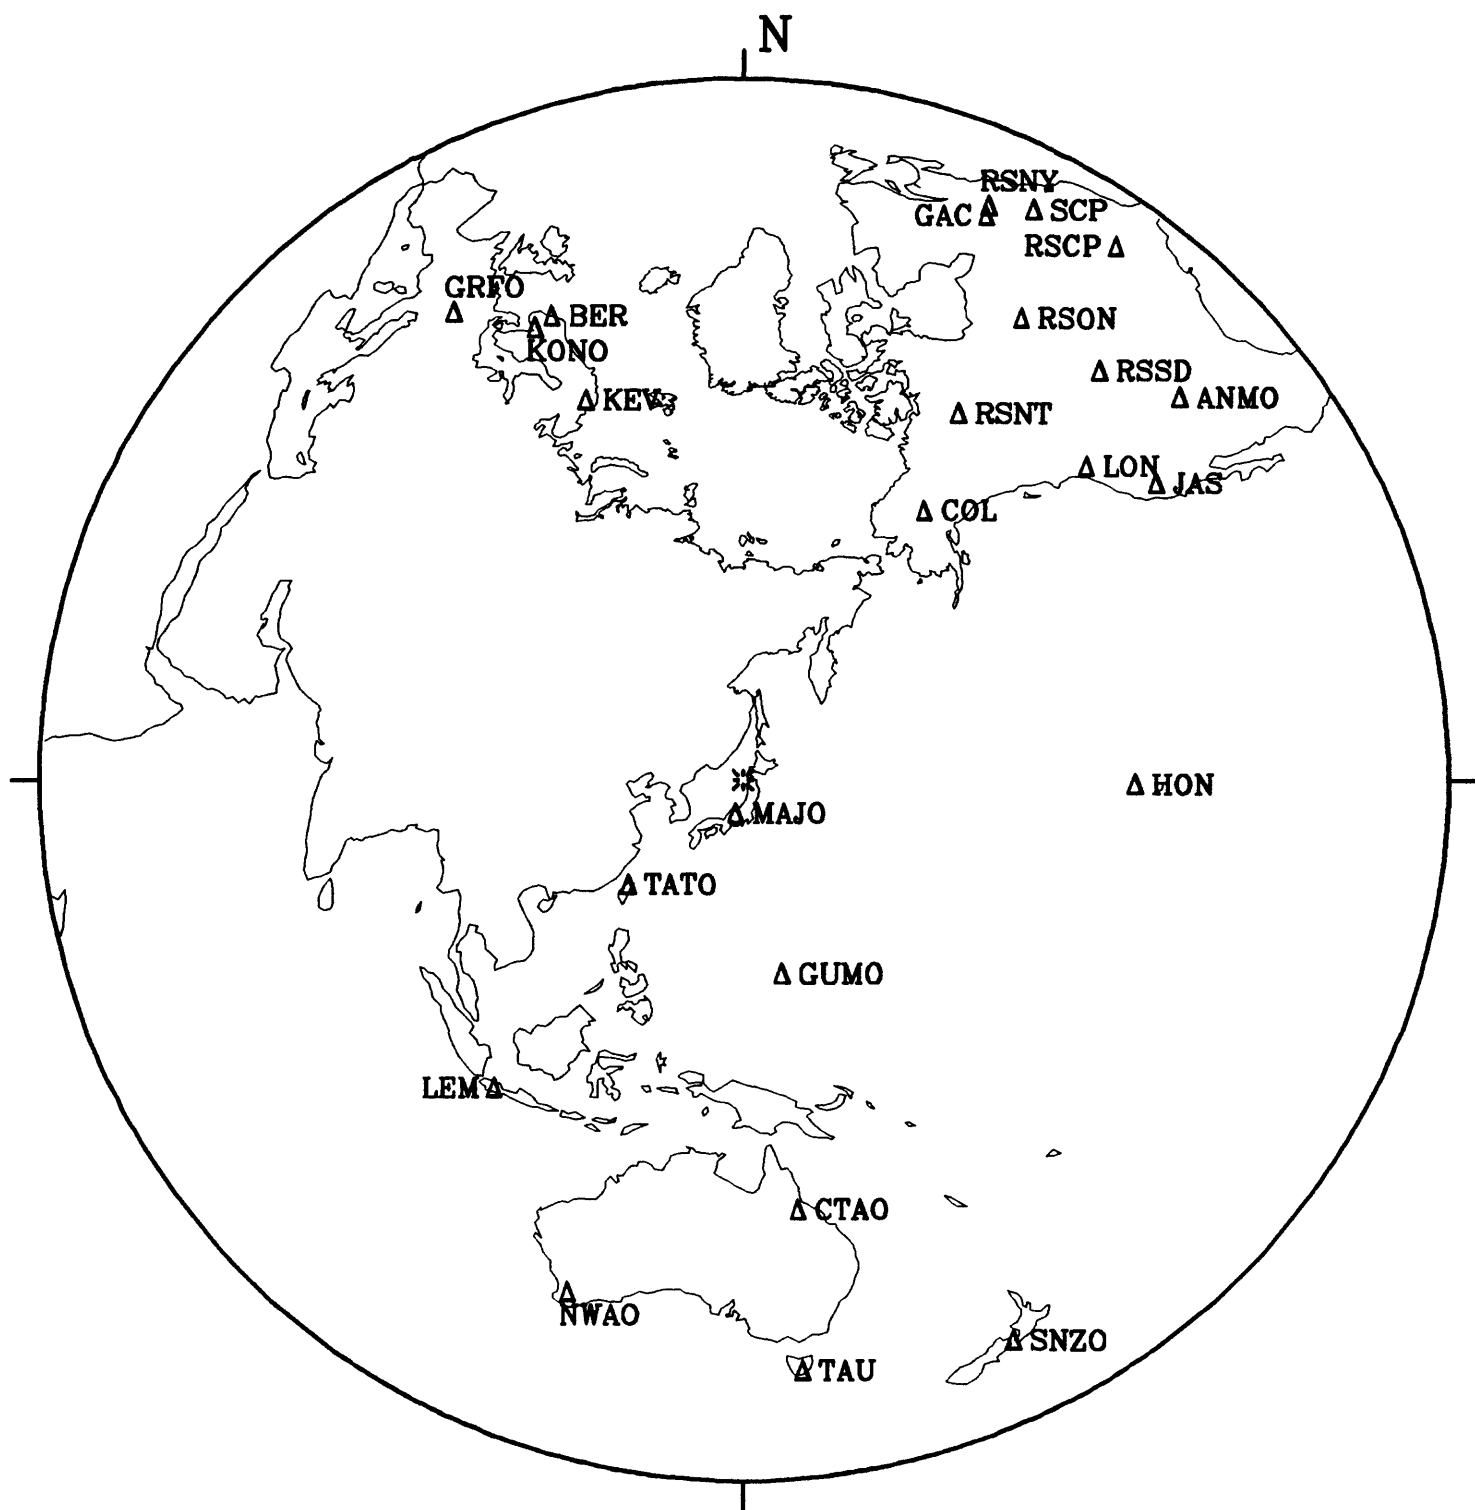 N
RSNY
GAC
SCP
RSCP
GRFO
BER
RSON
KONO
RSSD
KEV
ANMO
RSNT
LON
JAS
COL
HON
MAJO
TATO
GUMO
LEM
CTAO
NWAO
SNZO
TAU